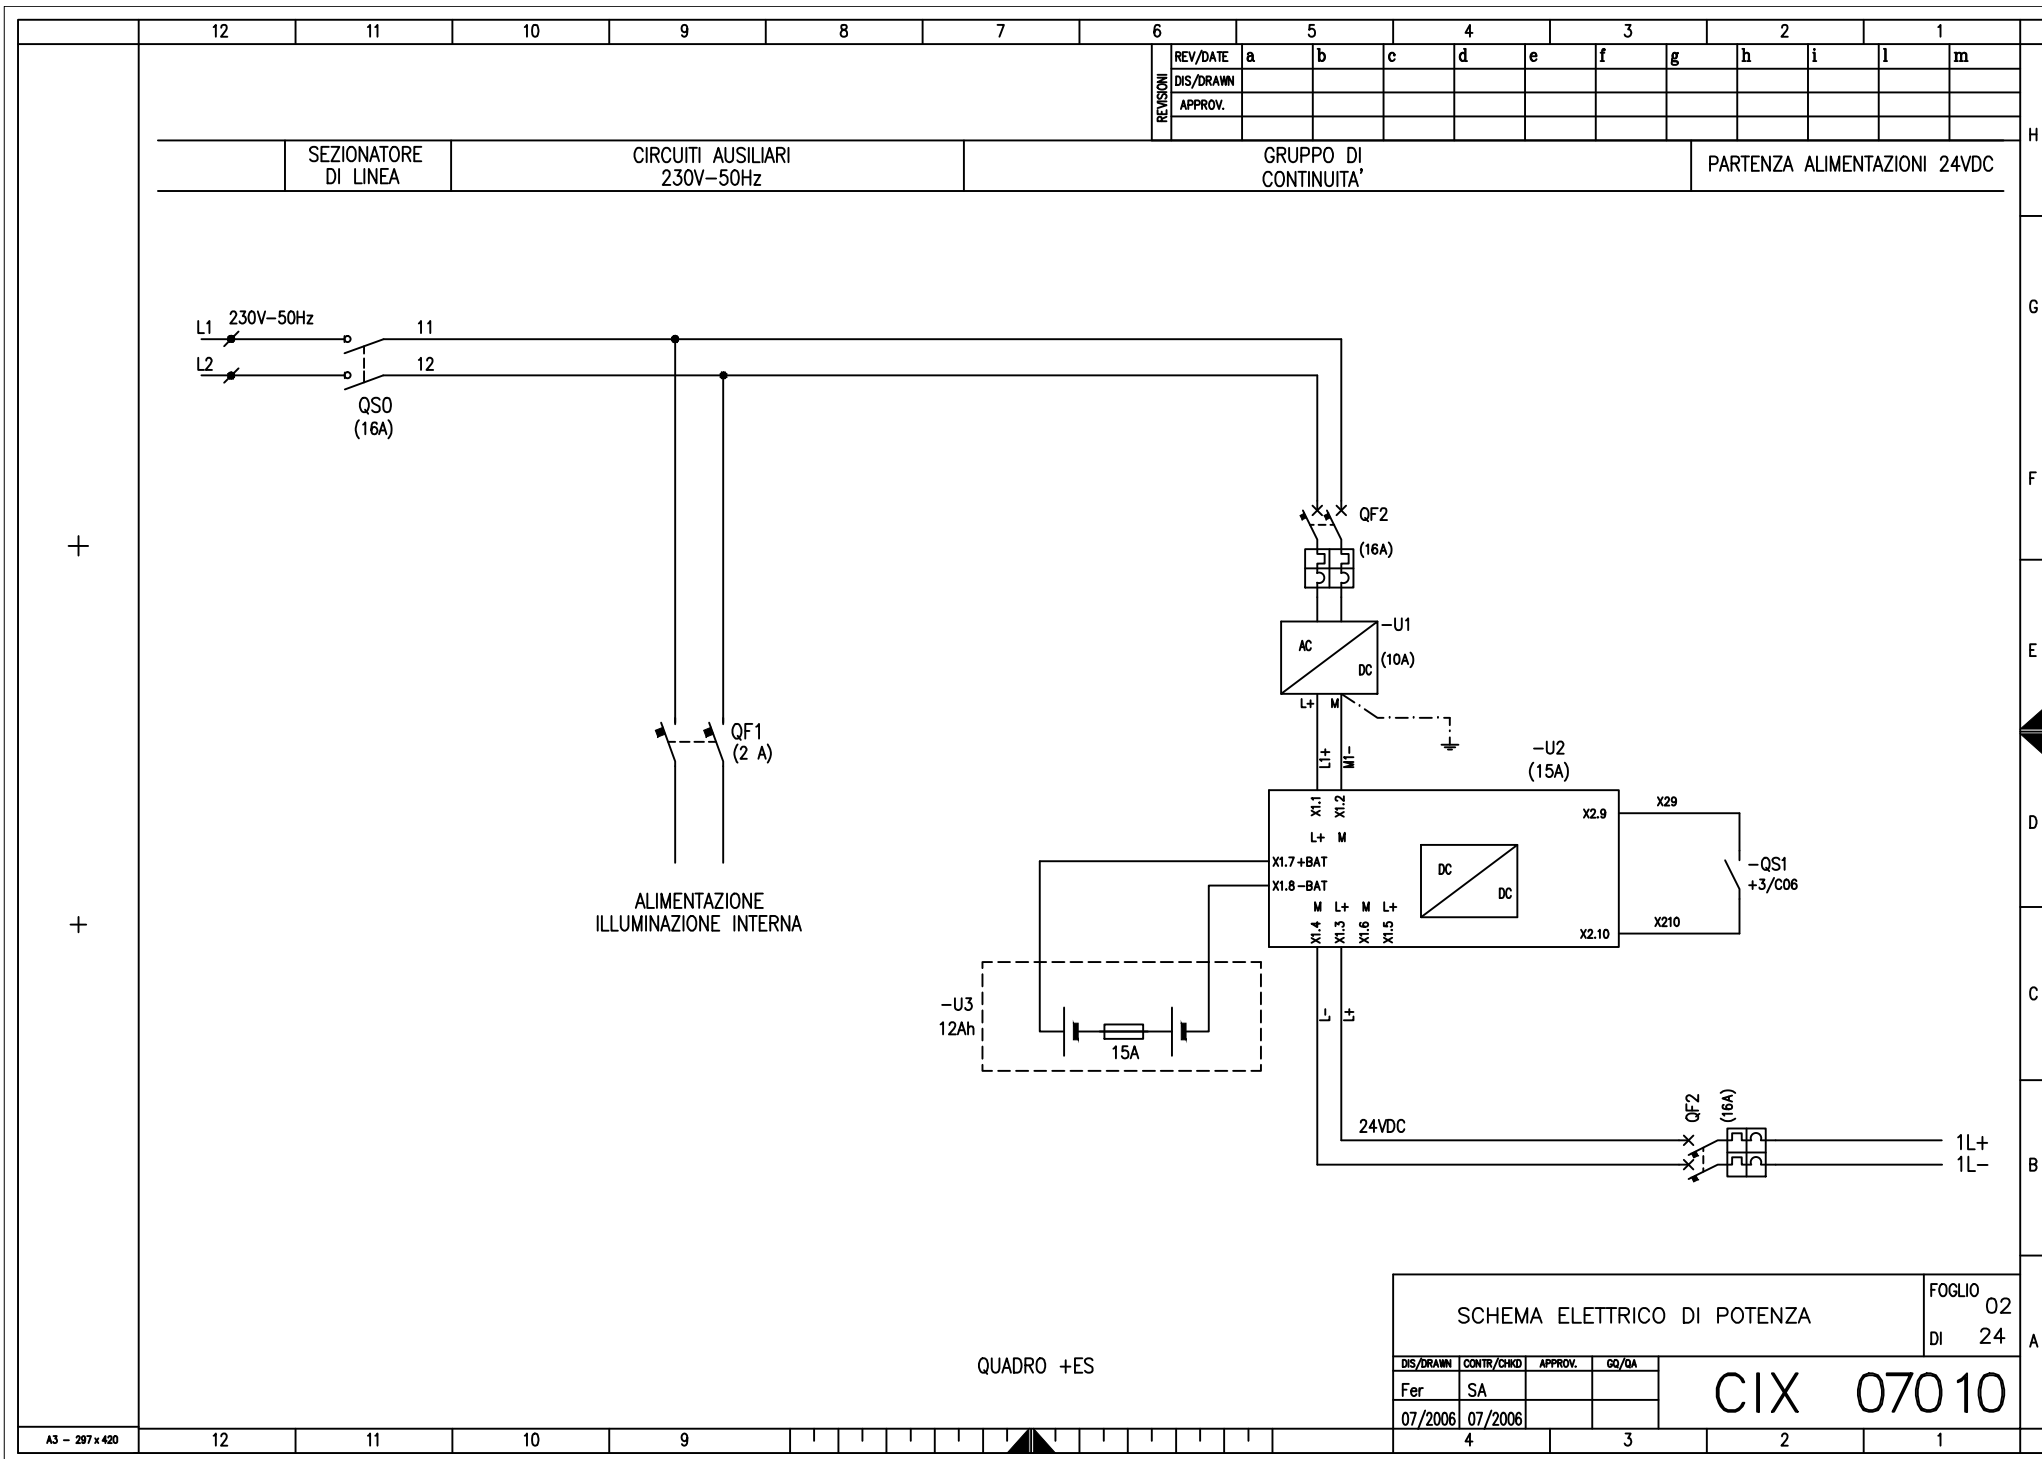 12 11 10 9 8 7 6 5 4 3 2 1
REVISIONI
REV/DATE a b c d e f g h i l m
DIS/DRAWN
APPROV.
H
SEZIONATORE
DI LINEA
CIRCUITI AUSILIARI
230V-50Hz
GRUPPO DI
CONTINUITA'
PARTENZA ALIMENTAZIONI 24VDC
G
L1 230V-50Hz 11
L2 12
QS0
(16A)
F
QF2
(16A)
E
AC
DC
-U1
(10A)
L+ M
QF1
(2 A)
L1+ M1-
-U2
(15A)
X1.1 X1.2
L+ M
X2.9 X29
D
X1.7+BAT
X1.8-BAT
DC
DC
-QS1
+3/C06
M L+ M L+
X1.4 X1.3 X1.6 X1.5
X2.10 X210
ALIMENTAZIONE
ILLUMINAZIONE INTERNA
C
-U3
12Ah
15A
L- L+
QF2 (16A)
24VDC
1L+
1L-
B
SCHEMA ELETTRICO DI POTENZA
FOGLIO
02
DI 24
A
QUADRO +ES
DIS/DRAWN CONTR/CHKD APPROV. GQ/QA
Fer SA
07/2006 07/2006
CIX 07010
A3 - 297x420
12 11 10 9 4 3 2 1